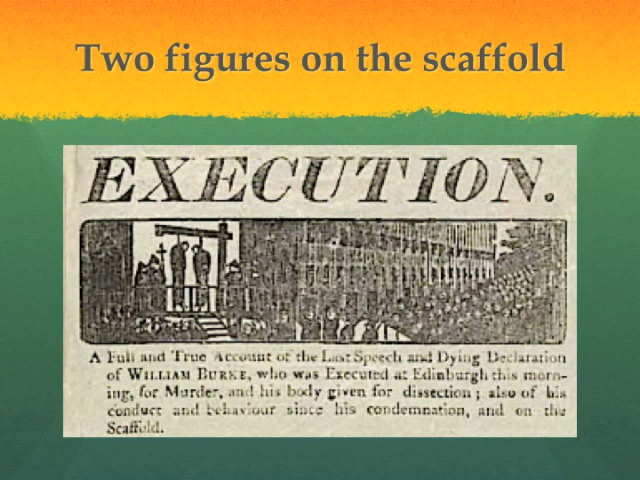 Two figures on the scaffold
EXECUTION.
A Full and True Account of the Last Speech and Dying Declaration
of WILLIAM BURKE, who was Executed at Edinburgh this morn-
ing, for Murder, and his body given for dissection; also of his
conduct and behaviour since his condemnation, and on the
Scaffold.